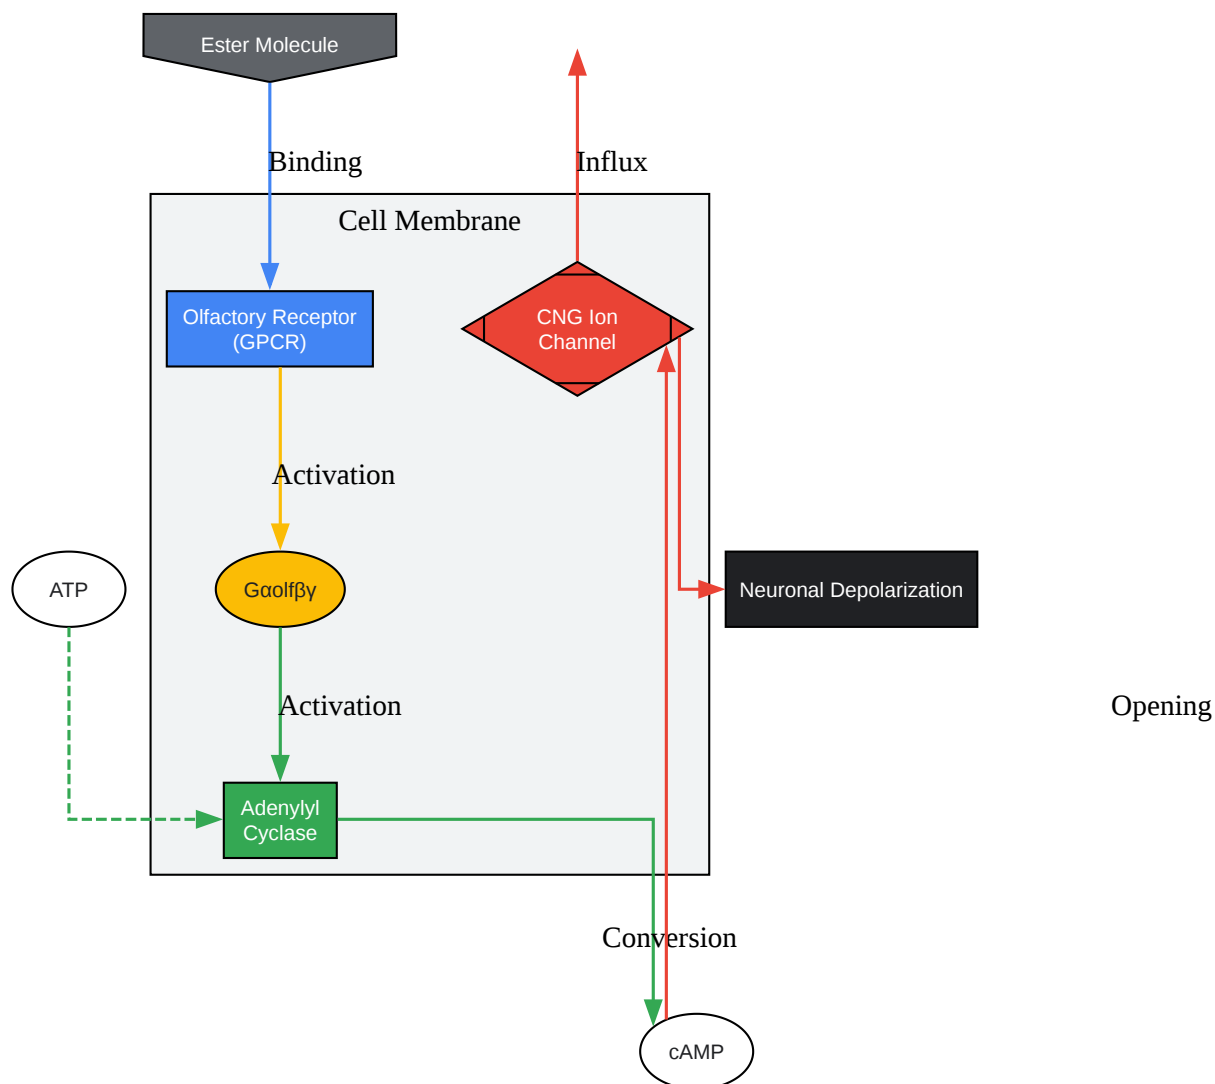 Ester Molecule
Binding
Influx
Cell Membrane
Olfactory Receptor
(GPCR)
CNG Ion
Channel
Activation
ATP
Gαolfβγ
Neuronal Depolarization
Activation
Opening
Adenylyl
Cyclase
Conversion
cAMP